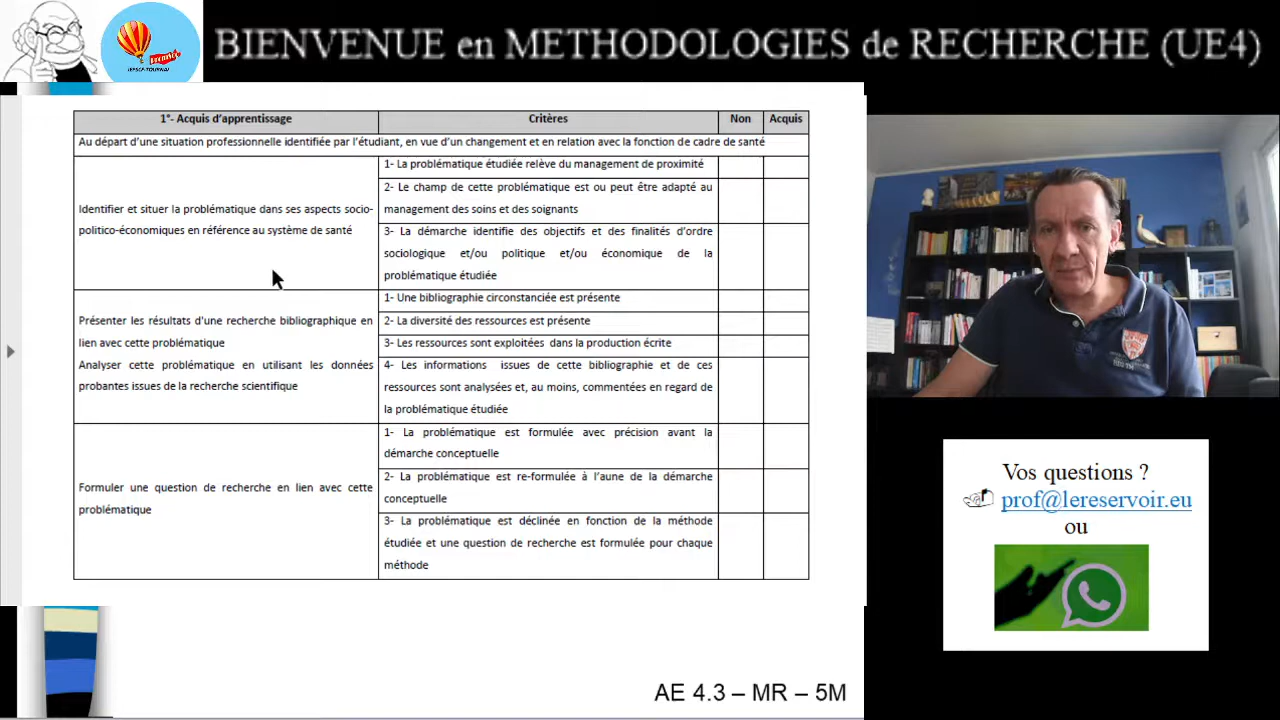 BIENVENUE en METHODOLOGIES de RECHERCHE (UE4)
IEPSCF-TOURNAI
1°- Acquis d'apprentissage
Critères
Non
Acquis
Au départ d'une situation professionnelle identifiée par l'étudiant, en vue d'un changement et en relation avec la fonction de cadre de santé
Identifier et situer la problématique dans ses aspects socio-
politico-économiques en référence au système de santé
1- La problématique étudiée relève du management de proximité
2- Le champ de cette problématique est ou peut être adapté au
management des soins et des soignants
3- La démarche identifie des objectifs et des finalités d'ordre
sociologique et/ou politique et/ou économique de la
problématique étudiée
Présenter les résultats d'une recherche bibliographique en
lien avec cette problématique
Analyser cette problématique en utilisant les données
probantes issues de la recherche scientifique
1- Une bibliographie circonstanciée est présente
2- La diversité des ressources est présente
3- Les ressources sont exploitées dans la production écrite
4- Les informations issues de cette bibliographie et de ces
ressources sont analysées et, au moins, commentées en regard de
la problématique étudiée
Formuler une question de recherche en lien avec cette
problématique
1- La problématique est formulée avec précision avant la
démarche conceptuelle
2- La problématique est re-formulée à l'aune de la démarche
conceptuelle
3- La problématique est déclinée en fonction de la méthode
étudiée et une question de recherche est formulée pour chaque
méthode
Vos questions ?
prof@lereservoir.eu
ou
AE 4.3 – MR – 5M